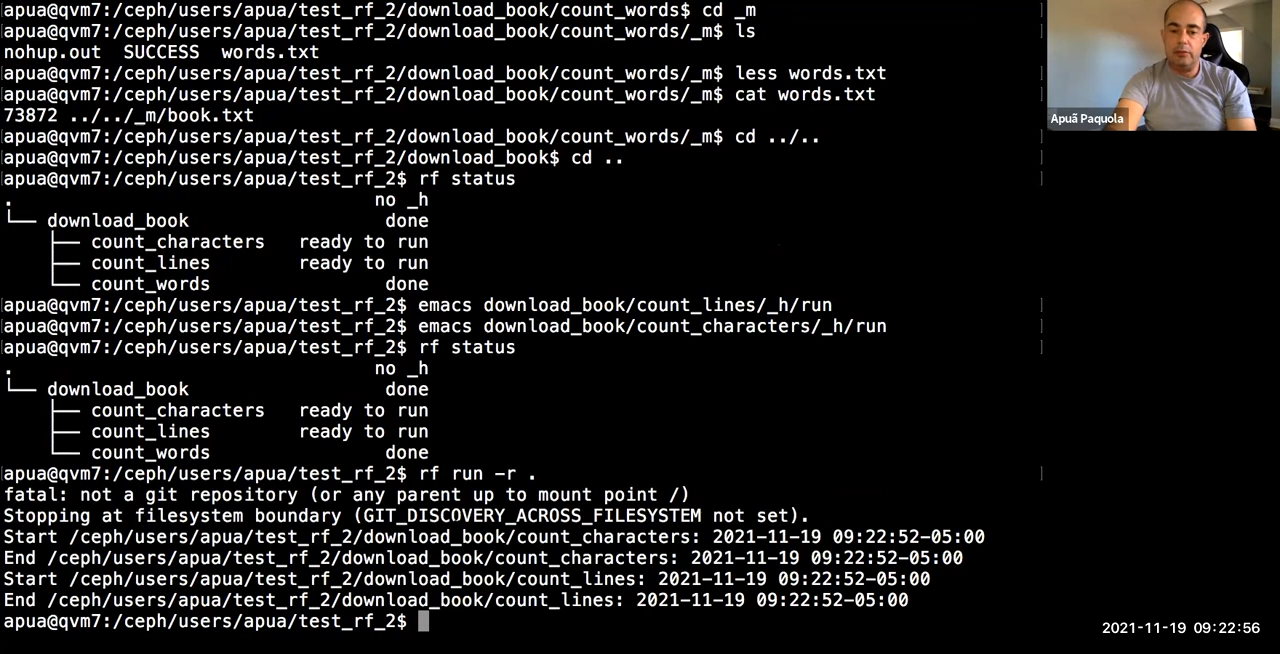 apua@qvm7:/ceph/users/apua/test_rf_2/download_book/count_words$ cd _m
apua@qvm7:/ceph/users/apua/test_rf_2/download_book/count_words/_m$ ls
nohup.out  SUCCESS  words.txt
apua@qvm7:/ceph/users/apua/test_rf_2/download_book/count_words/_m$ less words.txt
apua@qvm7:/ceph/users/apua/test_rf_2/download_book/count_words/_m$ cat words.txt
73872 ../../_m/book.txt
apua@qvm7:/ceph/users/apua/test_rf_2/download_book/count_words/_m$ cd ../..
apua@qvm7:/ceph/users/apua/test_rf_2/download_book$ cd ..
apua@qvm7:/ceph/users/apua/test_rf_2$ rf status
.                                 no _h
└── download_book                  done
    ├── count_characters   ready to run
    ├── count_lines        ready to run
    └── count_words                done
apua@qvm7:/ceph/users/apua/test_rf_2$ emacs download_book/count_lines/_h/run
apua@qvm7:/ceph/users/apua/test_rf_2$ emacs download_book/count_characters/_h/run
apua@qvm7:/ceph/users/apua/test_rf_2$ rf status
.                                 no _h
└── download_book                  done
    ├── count_characters   ready to run
    ├── count_lines        ready to run
    └── count_words                done
apua@qvm7:/ceph/users/apua/test_rf_2$ rf run -r .
fatal: not a git repository (or any parent up to mount point /)
Stopping at filesystem boundary (GIT_DISCOVERY_ACROSS_FILESYSTEM not set).
Start /ceph/users/apua/test_rf_2/download_book/count_characters: 2021-11-19 09:22:52-05:00
End /ceph/users/apua/test_rf_2/download_book/count_characters: 2021-11-19 09:22:52-05:00
Start /ceph/users/apua/test_rf_2/download_book/count_lines: 2021-11-19 09:22:52-05:00
End /ceph/users/apua/test_rf_2/download_book/count_lines: 2021-11-19 09:22:52-05:00
apua@qvm7:/ceph/users/apua/test_rf_2$
Apuã Paquola
2021-11-19 09:22:56